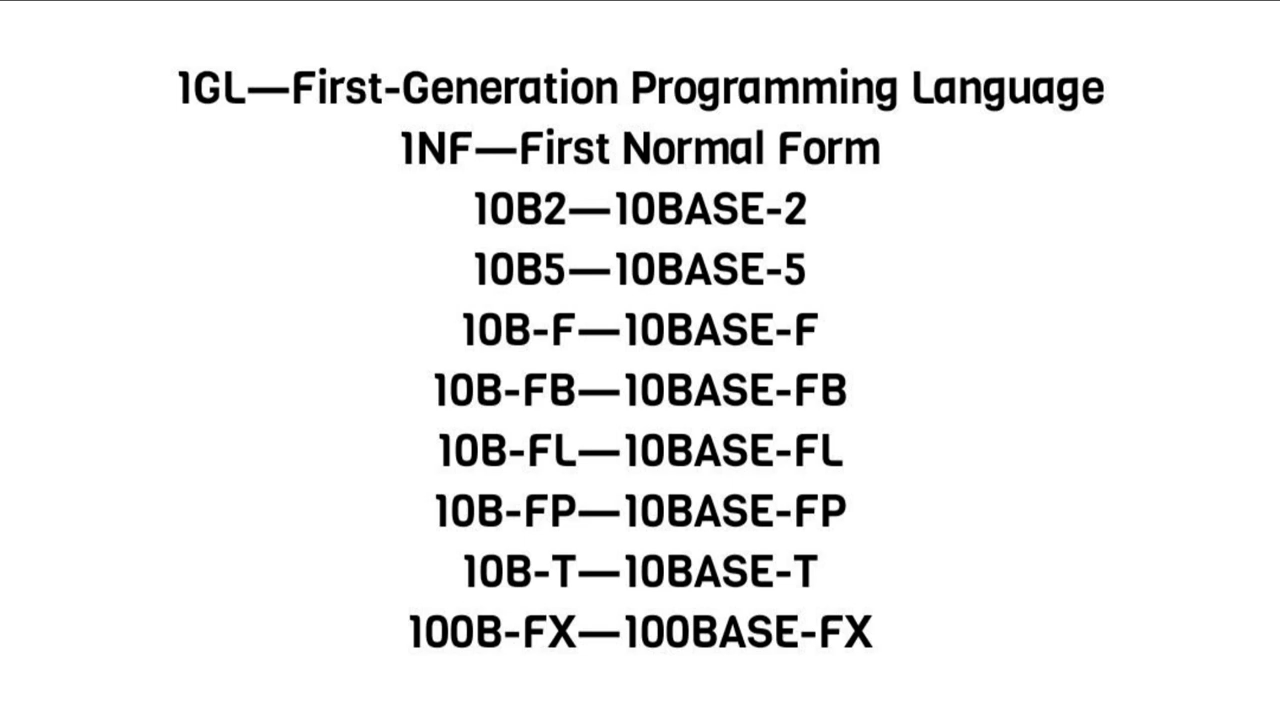 1GL—First-Generation Programming Language
1NF—First Normal Form
10B2—10BASE-2
10B5—10BASE-5
10B-F—10BASE-F
10B-FB—10BASE-FB
10B-FL—10BASE-FL
10B-FP—10BASE-FP
10B-T—10BASE-T
100B-FX—100BASE-FX